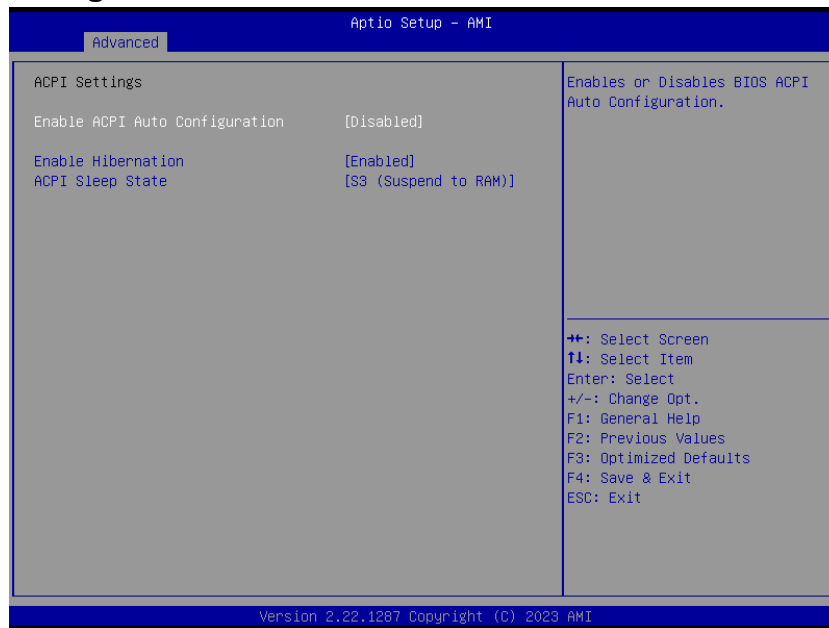 Aptio Setup – AMI
Advanced
ACPI Settings
Enable ACPI Auto Configuration [Disabled]
Enable Hibernation [Enabled]
ACPI Sleep State [S3 (Suspend to RAM)]
Enables or Disables BIOS ACPI
Auto Configuration.
→←: Select Screen
↑↓: Select Item
Enter: Select
+/-: Change Opt.
F1: General Help
F2: Previous Values
F3: Optimized Defaults
F4: Save & Exit
ESC: Exit
Version 2.22.1287 Copyright (C) 2023 AMI